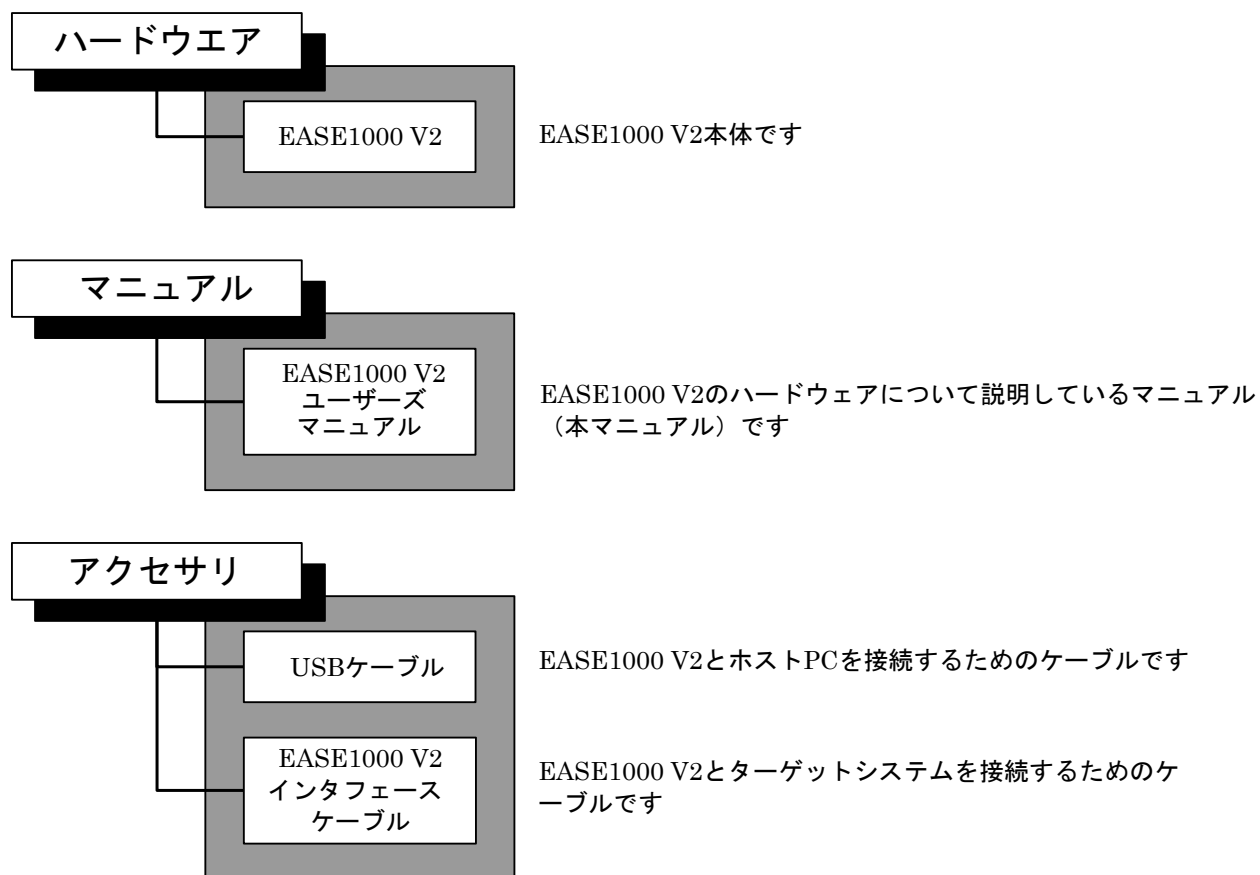 ハードウエア
EASE1000 V2
EASE1000 V2本体です
マニュアル
EASE1000 V2
ユーザーズ
マニュアル
EASE1000 V2のハードウェアについて説明しているマニュアル
（本マニュアル）です
アクセサリ
USBケーブル
EASE1000 V2とホストPCを接続するためのケーブルです
EASE1000 V2
インタフェース
ケーブル
EASE1000 V2とターゲットシステムを接続するためのケ
ーブルです